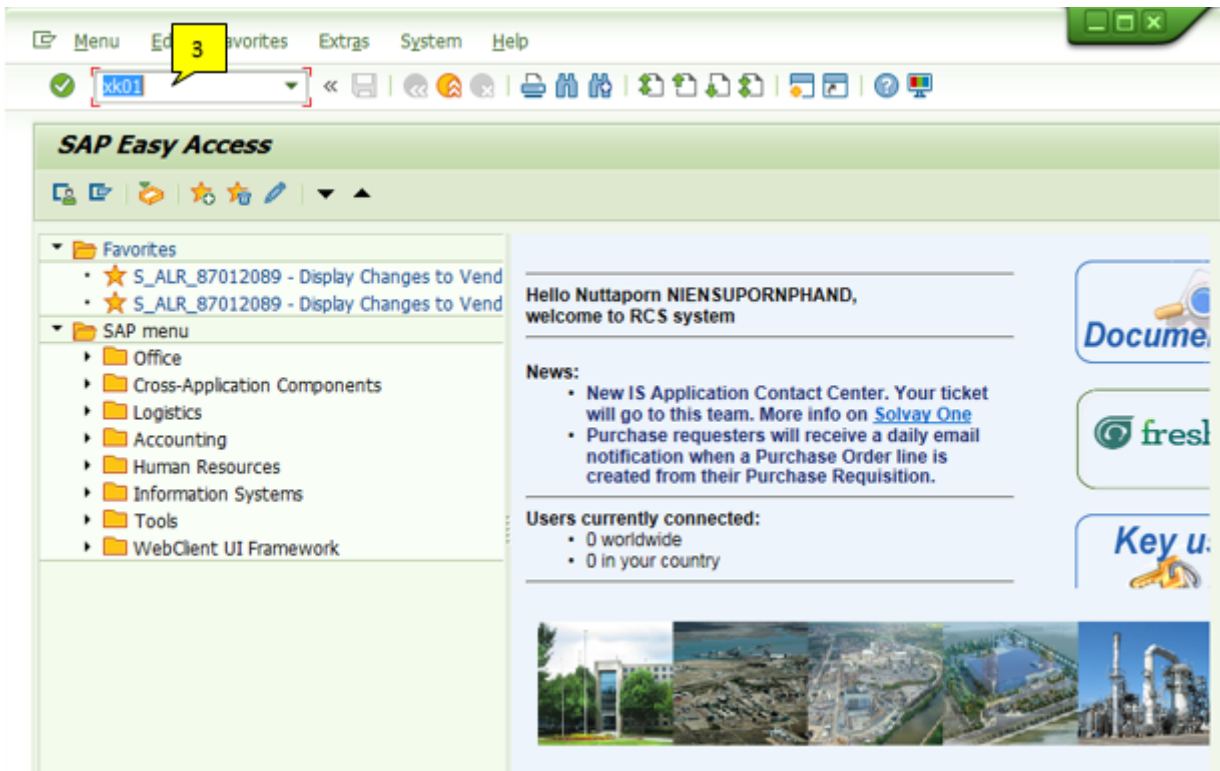 Menu Ed avorites Extras System Help
3
xk01
SAP Easy Access
Favorites
S_ALR_87012089 - Display Changes to Vend
S_ALR_87012089 - Display Changes to Vend
SAP menu
Office
Cross-Application Components
Logistics
Accounting
Human Resources
Information Systems
Tools
WebClient UI Framework
Hello Nuttaporn NIENSUPORNPHAND,
welcome to RCS system
News:
• New IS Application Contact Center. Your ticket
will go to this team. More info on Solvay One
• Purchase requesters will receive a daily email
notification when a Purchase Order line is
created from their Purchase Requisition.
Users currently connected:
• 0 worldwide
• 0 in your country
Docume
fresh
Key u